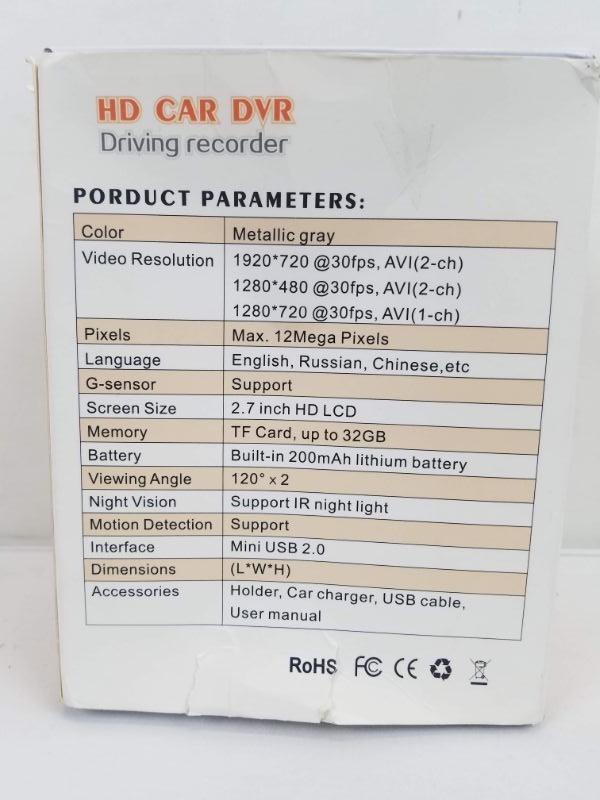 HD CAR DVR
Driving recorder
PORDUCT PARAMETERS:
Color Metallic gray
Video Resolution 1920*720 @30fps, AVI(2-ch)
1280*480 @30fps, AVI(2-ch)
1280*720 @30fps, AVI(1-ch)
Pixels Max. 12Mega Pixels
Language English, Russian, Chinese,etc
G-sensor Support
Screen Size 2.7 inch HD LCD
Memory TF Card, up to 32GB
Battery Built-in 200mAh lithium battery
Viewing Angle 120° x 2
Night Vision Support IR night light
Motion Detection Support
Interface Mini USB 2.0
Dimensions (L*W*H)
Accessories Holder, Car charger, USB cable,
User manual
RoHS FC CE